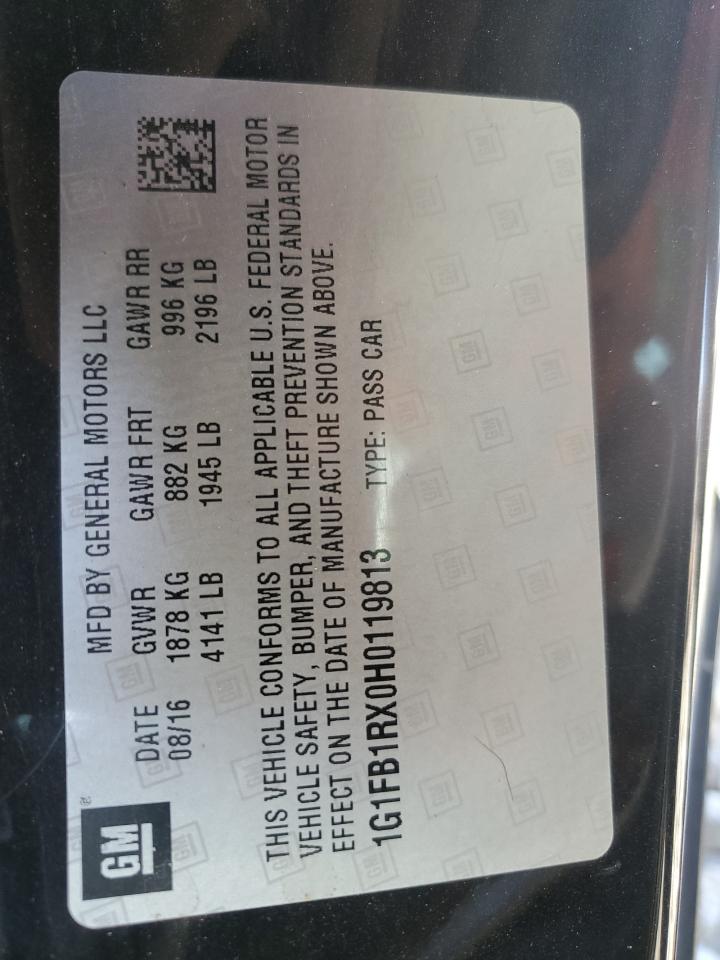 GM ®
MFD BY GENERAL MOTORS LLC
DATE GVWR GAWR FRT GAWR RR
08/16 1878 KG 882 KG 996 KG
4141 LB 1945 LB 2196 LB
THIS VEHICLE CONFORMS TO ALL APPLICABLE U.S. FEDERAL MOTOR
VEHICLE SAFETY, BUMPER, AND THEFT PREVENTION STANDARDS IN
EFFECT ON THE DATE OF MANUFACTURE SHOWN ABOVE.
1G1FB1RX0H0119813 TYPE: PASS CAR